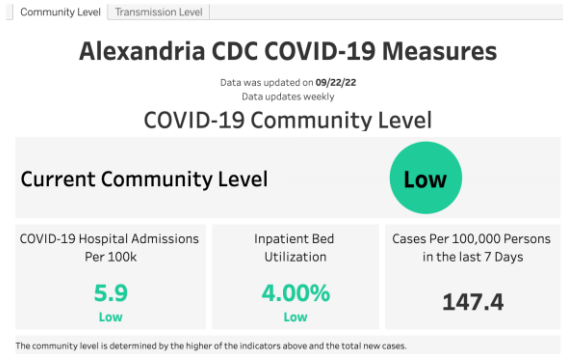 Community Level
Transmission Level
Alexandria CDC COVID-19 Measures
Data was updated on 09/22/22
Data updates weekly
COVID-19 Community Level
Current Community Level
Low
COVID-19 Hospital Admissions
Per 100k
5.9
Low
Inpatient Bed
Utilization
4.00%
Low
Cases Per 100,000 Persons
in the last 7 Days
147.4
The community level is determined by the higher of the indicators above and the total new cases.